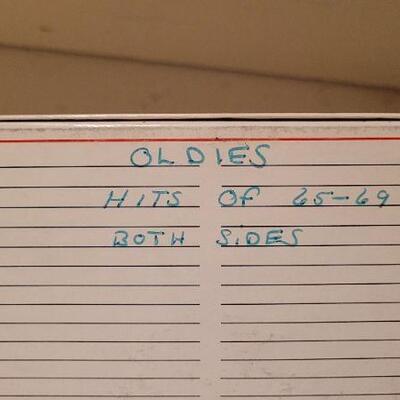 OLDIES
HITS OF 65-69
BOTH SIDES